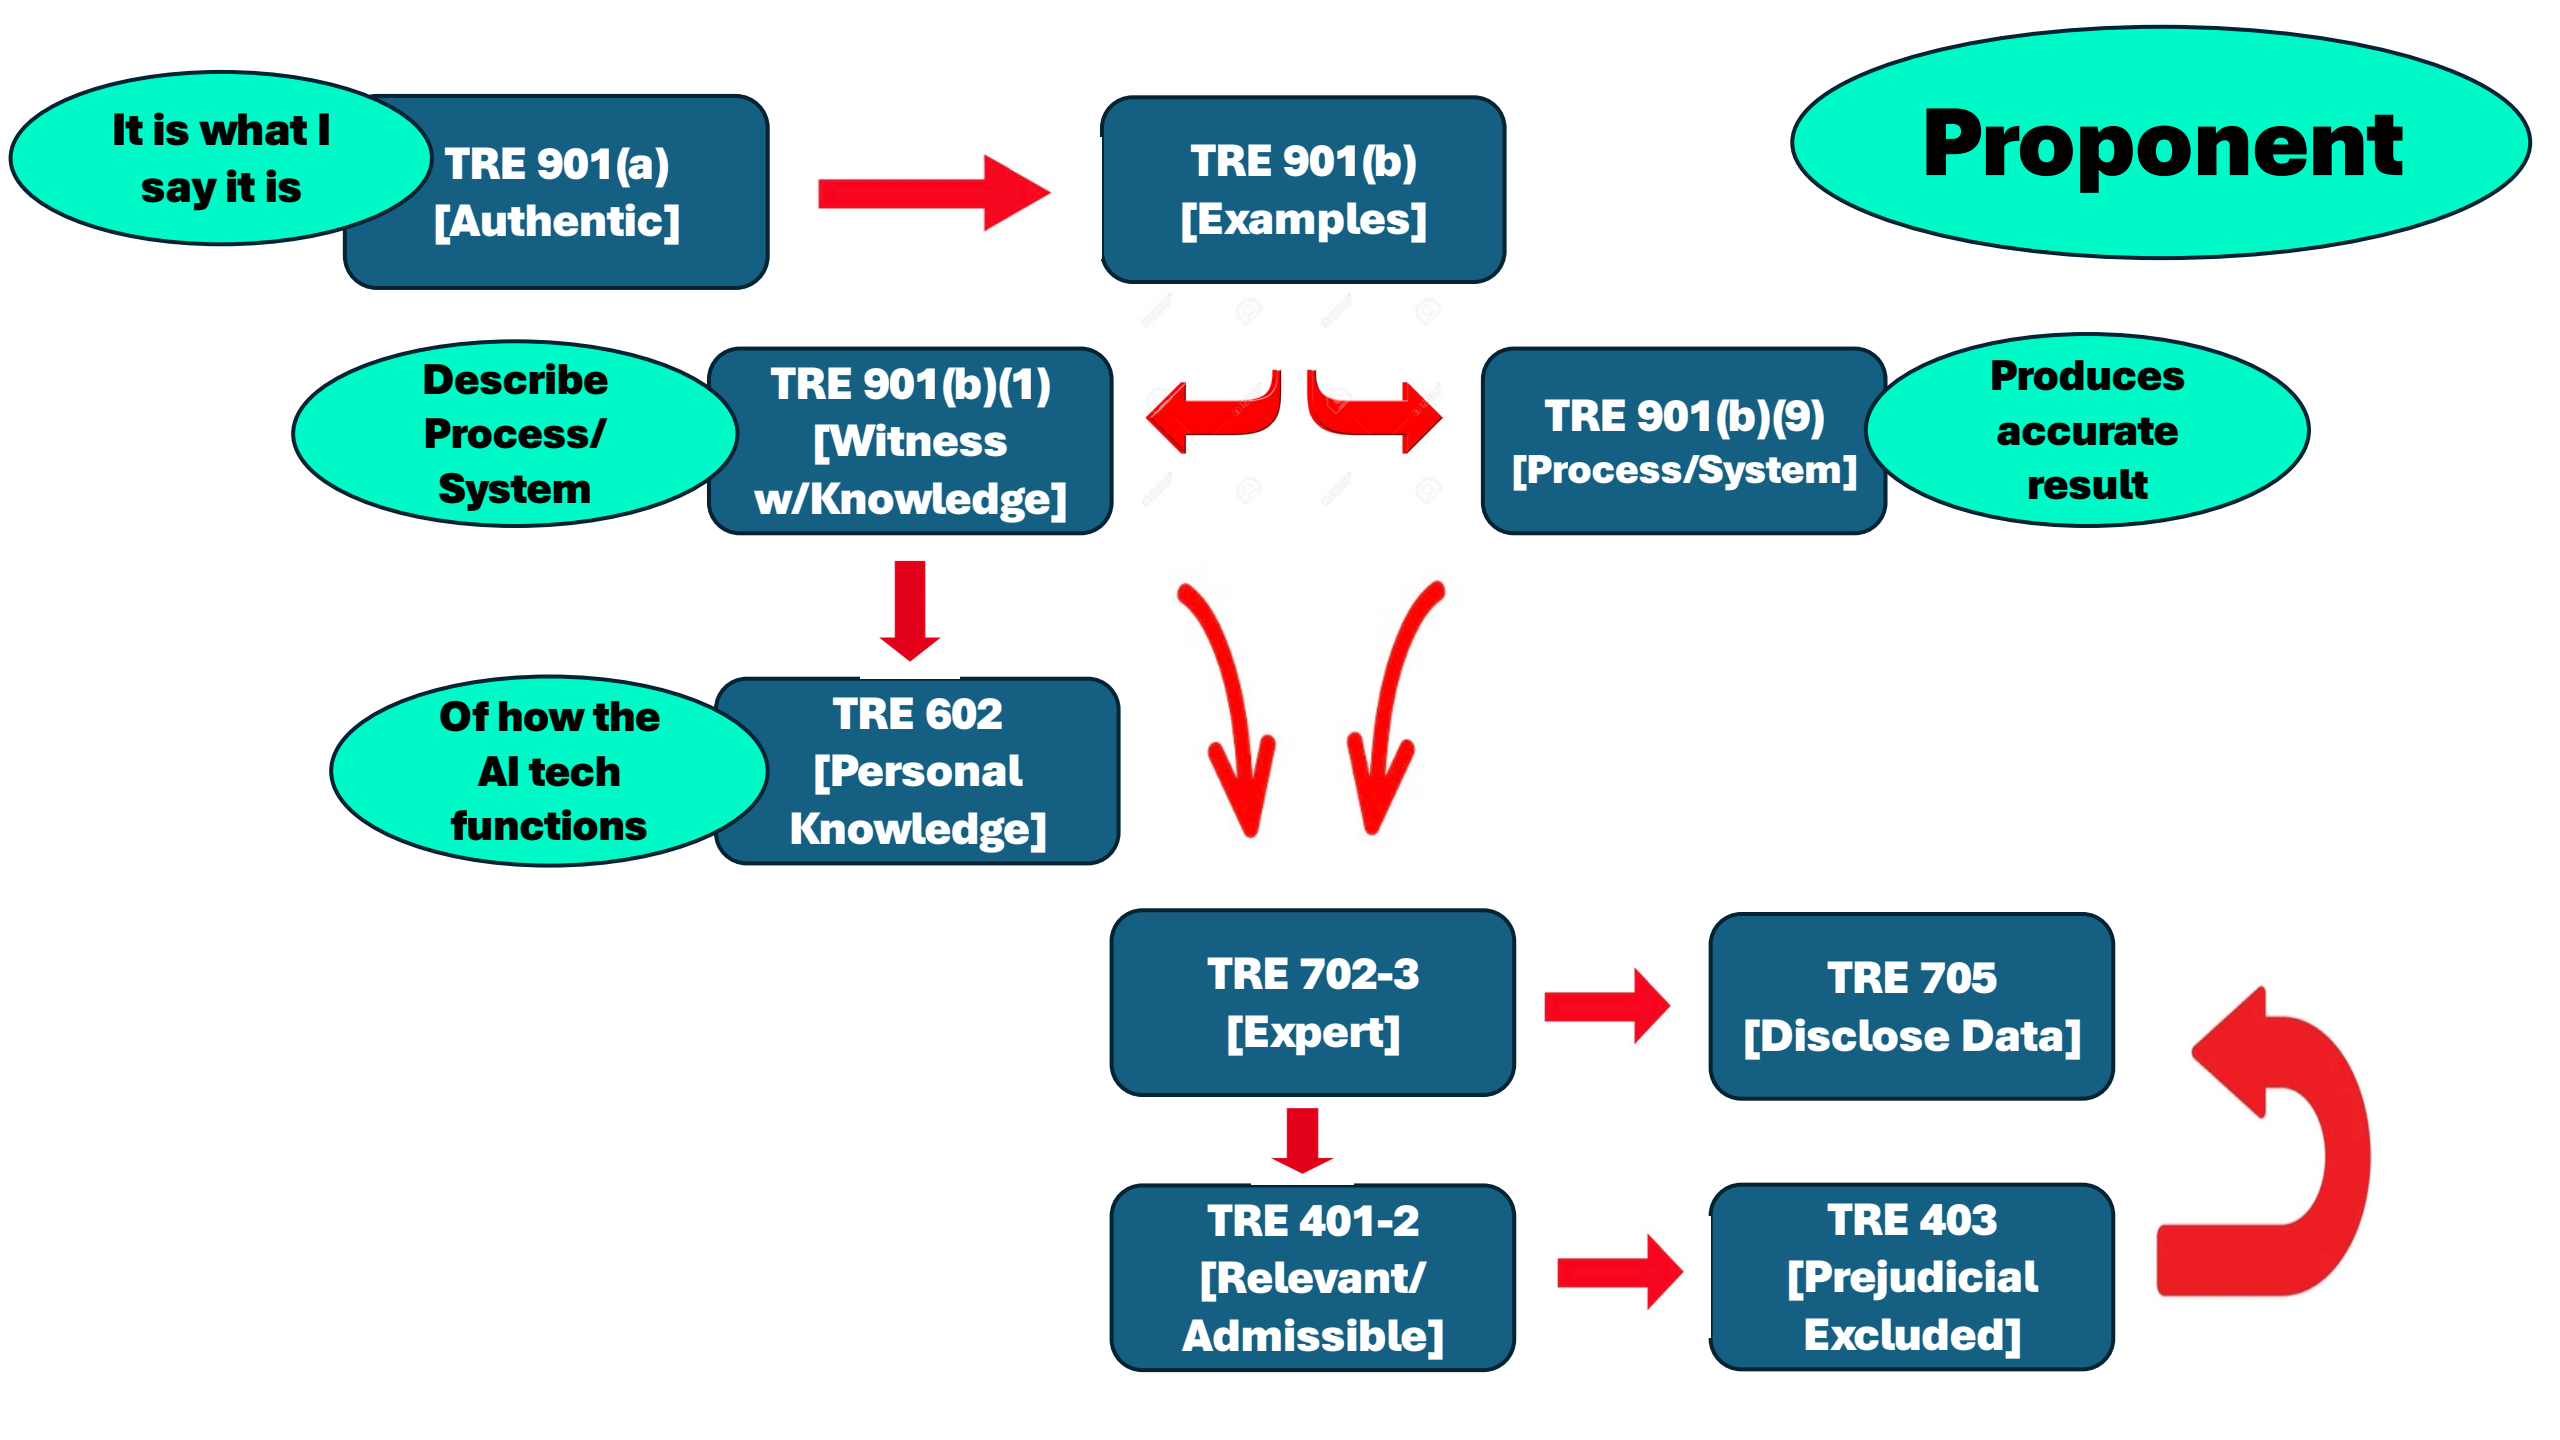 It is what I
say it is
TRE 901(a)
[Authentic]
TRE 901(b)
[Examples]
Proponent
Describe
Process/
System
TRE 901(b)(1)
[Witness
w/Knowledge]
TRE 901(b)(9)
[Process/System]
Produces
accurate
result
Of how the
AI tech
functions
TRE 602
[Personal
Knowledge]
TRE 702-3
[Expert]
TRE 705
[Disclose Data]
TRE 401-2
[Relevant/
Admissible]
TRE 403
[Prejudicial
Excluded]